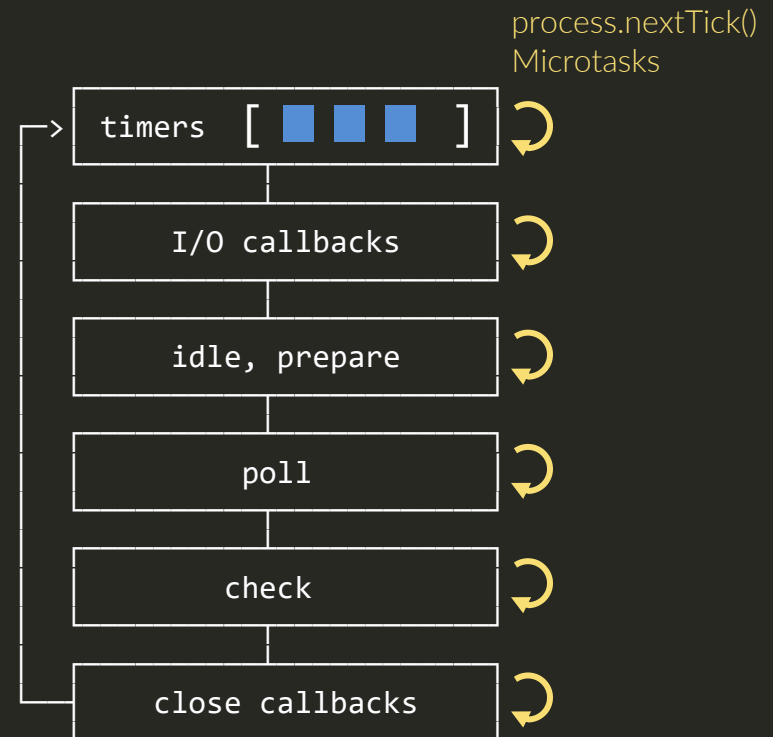 process.nextTick()
Microtasks
timers [ ]
I/O callbacks
idle, prepare
poll
check
close callbacks